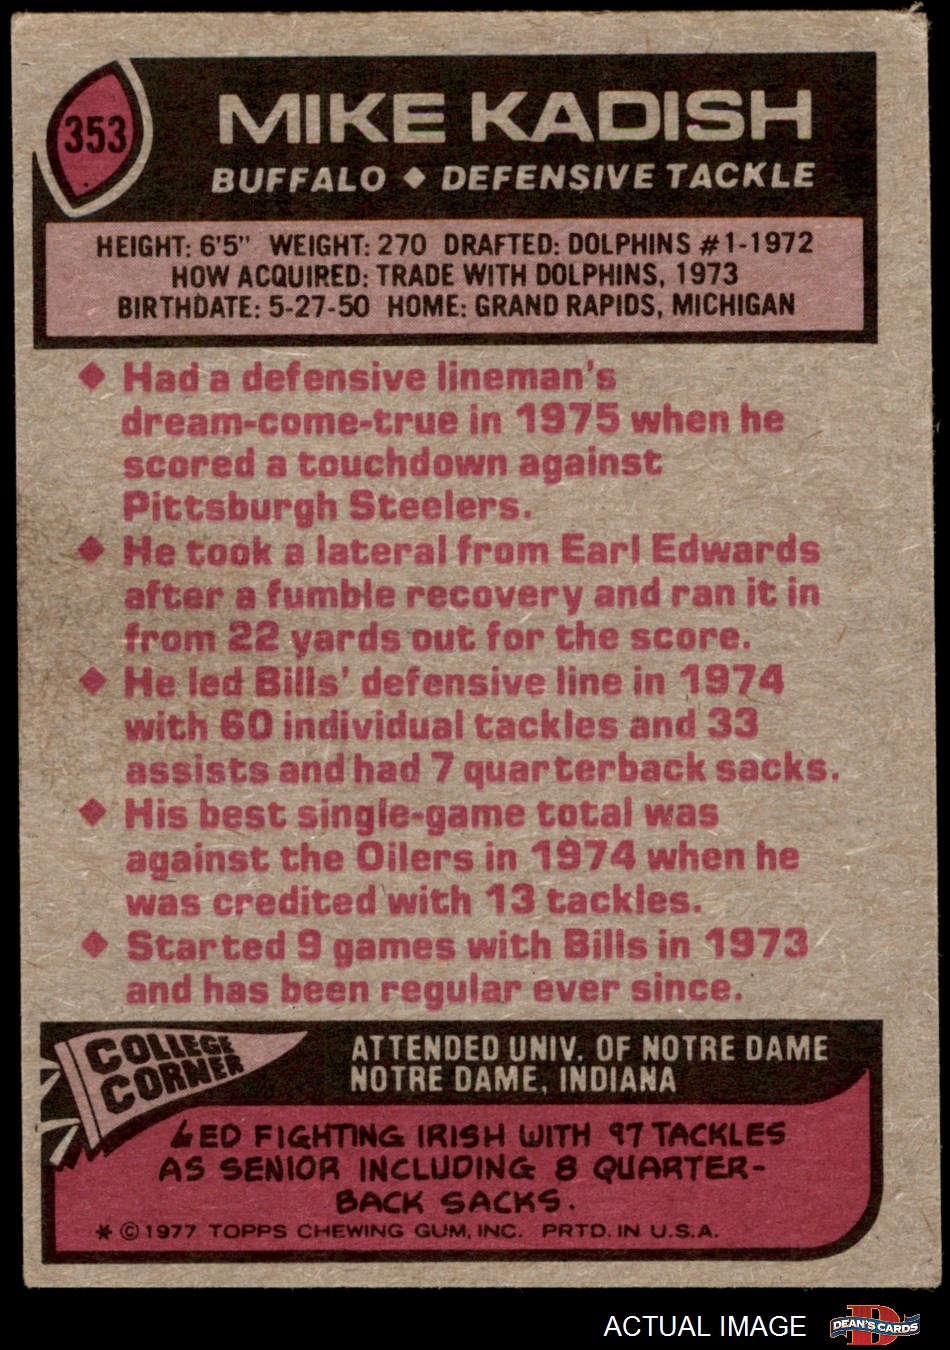 353
MIKE KADISH
BUFFALO ◆ DEFENSIVE TACKLE
HEIGHT: 6'5" WEIGHT: 270 DRAFTED: DOLPHINS #1-1972
HOW ACQUIRED: TRADE WITH DOLPHINS, 1973
BIRTHDATE: 5-27-50 HOME: GRAND RAPIDS, MICHIGAN
◆ Had a defensive lineman's
dream-come-true in 1975 when he
scored a touchdown against
Pittsburgh Steelers.
◆ He took a lateral from Earl Edwards
after a fumble recovery and ran it in
from 22 yards out for the score.
◆ He led Bills' defensive line in 1974
with 60 individual tackles and 33
assists and had 7 quarterback sacks.
◆ His best single-game total was
against the Oilers in 1974 when he
was credited with 13 tackles.
◆ Started 9 games with Bills in 1973
and has been regular ever since.
COLLEGE
CORNER
ATTENDED UNIV. OF NOTRE DAME
NOTRE DAME, INDIANA
LED FIGHTING IRISH WITH 97 TACKLES
AS SENIOR INCLUDING 8 QUARTER-
BACK SACKS.
* © 1977 TOPPS CHEWING GUM, INC. PRTD. IN U.S.A.
ACTUAL IMAGE
D
DEAN'S CARDS